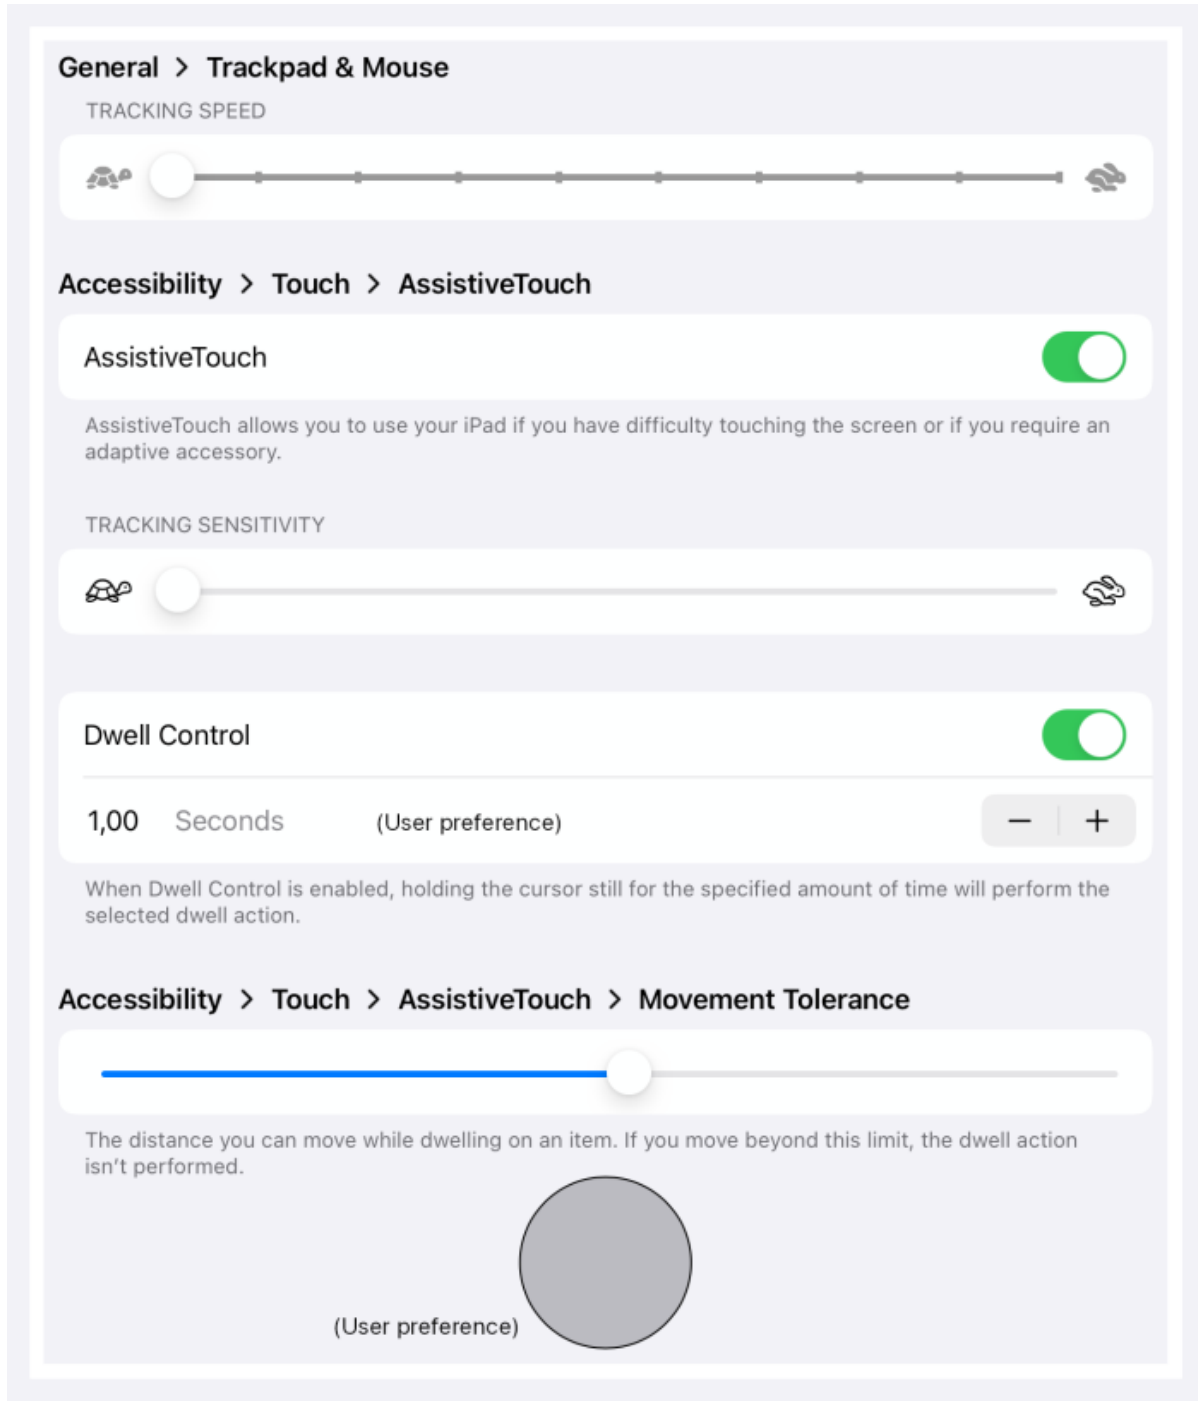 General > Trackpad & Mouse
TRACKING SPEED
Accessibility > Touch > AssistiveTouch
AssistiveTouch
AssistiveTouch allows you to use your iPad if you have difficulty touching the screen or if you require an
adaptive accessory.
TRACKING SENSITIVITY
Dwell Control
1,00 Seconds (User preference) − +
When Dwell Control is enabled, holding the cursor still for the specified amount of time will perform the
selected dwell action.
Accessibility > Touch > AssistiveTouch > Movement Tolerance
The distance you can move while dwelling on an item. If you move beyond this limit, the dwell action
isn't performed.
(User preference)